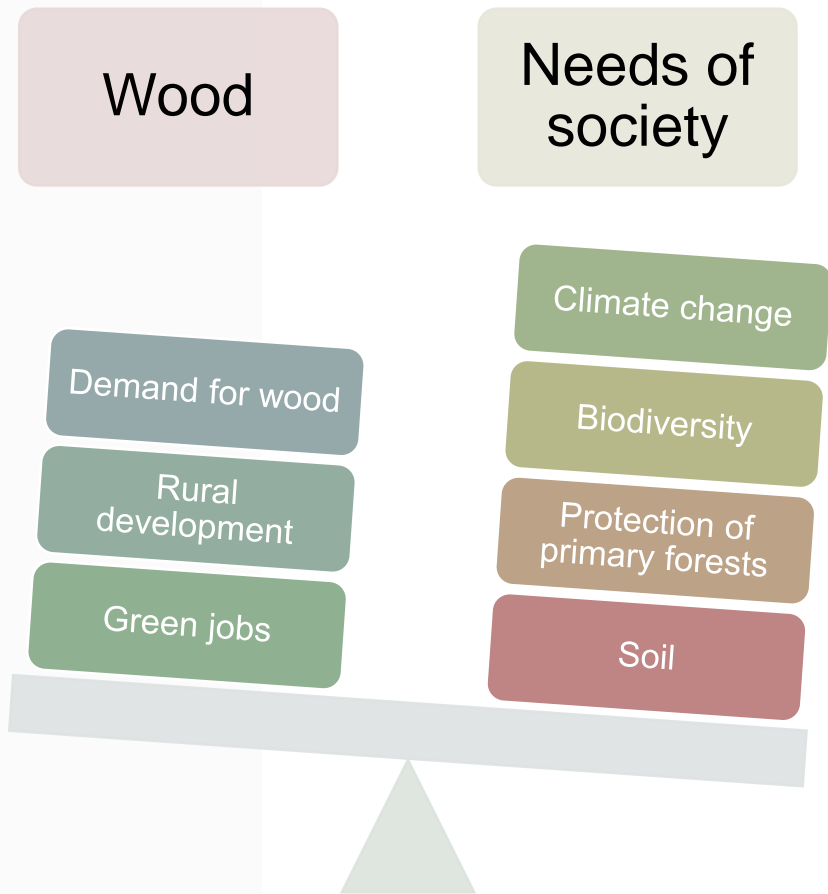 Wood
Needs of
society
Demand for wood
Rural
development
Green jobs
Climate change
Biodiversity
Protection of
primary forests
Soil